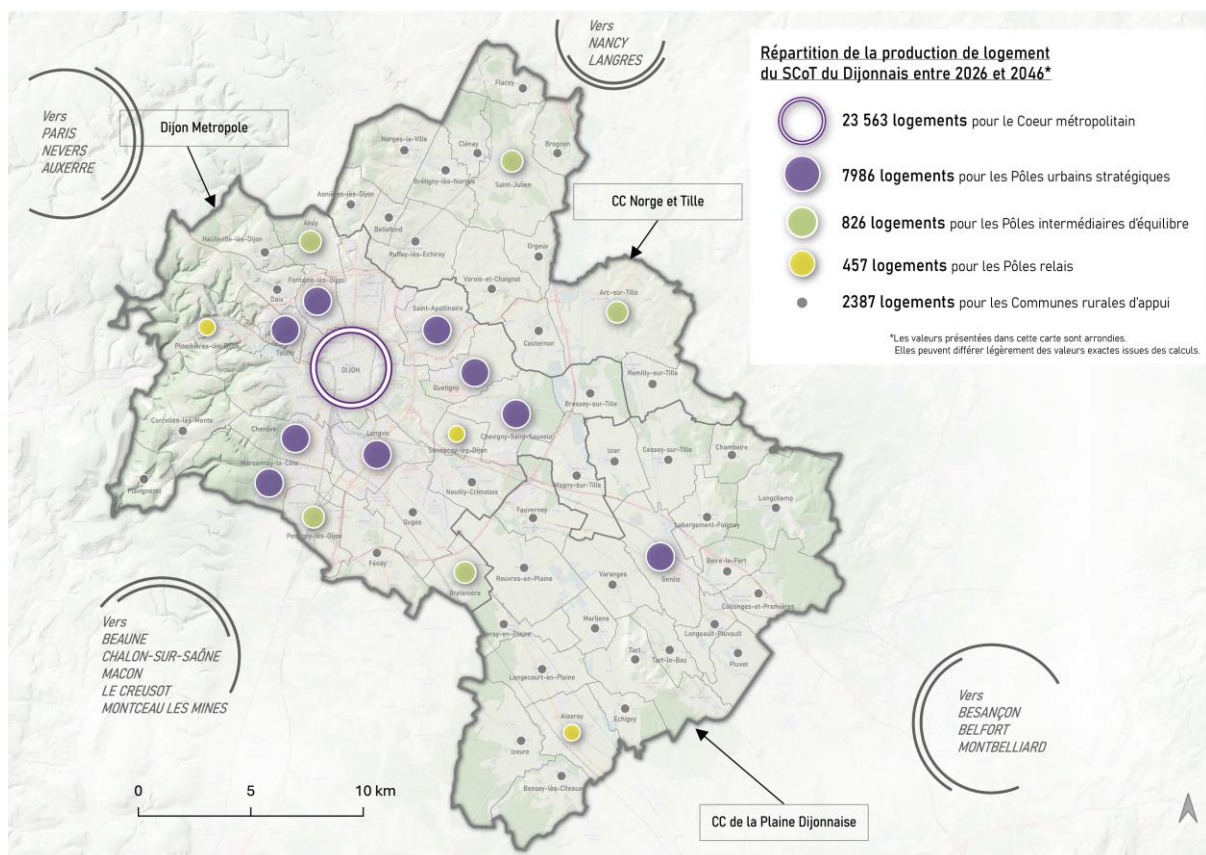 Vers
NANCY
LANGRES
Répartition de la production de logement
du SCoT du Dijonnais entre 2026 et 2046*
23 563 logements pour le Coeur métropolitain
7986 logements pour les Pôles urbains stratégiques
826 logements pour les Pôles intermédiaires d'équilibre
457 logements pour les Pôles relais
2387 logements pour les Communes rurales d'appui
*Les valeurs présentées dans cette carte sont arrondies.
Elles peuvent différer légèrement des valeurs exactes issues des calculs.
Vers
PARIS
NEVERS
AUXERRE
Dijon Metropole
CC Norge et Tille
Flacey
Norges-la-Ville
Clénay
Brognon
Saint-Julien
Brétigny-lès-Norges
Asnières-lès-Dijon
Bellefond
Ruffey-lès-Echirey
Orgeux
Ahuy
Hauteville-lès-Dijon
Varois-et-Chaignot
Fontaine-lès-Dijon
Daix
Arc-sur-Tille
Saint-Apollinaire
Plombières-lès-Dijon
Talant
Couternon
DIJON
Quetigny
Remilly-sur-Tille
Bressey-sur-Tille
Corcelles-les-Monts
Chenôve
Longvic
Chevigny-Saint-Sauveur
Sennecey-lès-Dijon
Izier
Cessey-sur-Tille
Chambeire
Marsannay-la-Côte
Flavignerot
Neuilly-Crimolois
Magny-sur-Tille
Longchamp
Perrigny-lès-Dijon
Ouges
Fauverney
Labergement-Foigney
Fénay
Bretenière
Rouvres-en-Plaine
Varanges
Genlis
Beire-le-Fort
Collonges-et-Premières
Marliens
Longeault-Pluvault
Tart
Tart-le-Bas
Pluvet
Langecourt-en-Plaine
Aiserey
Echigey
Izeure
Bessey-lès-Cîteaux
Vers
BEAUNE
CHALON-SUR-SAÔNE
MACON
LE CREUSOT
MONTCEAU LES MINES
Vers
BESANÇON
BELFORT
MONTBELLIARD
0 5 10 km
CC de la Plaine Dijonnaise